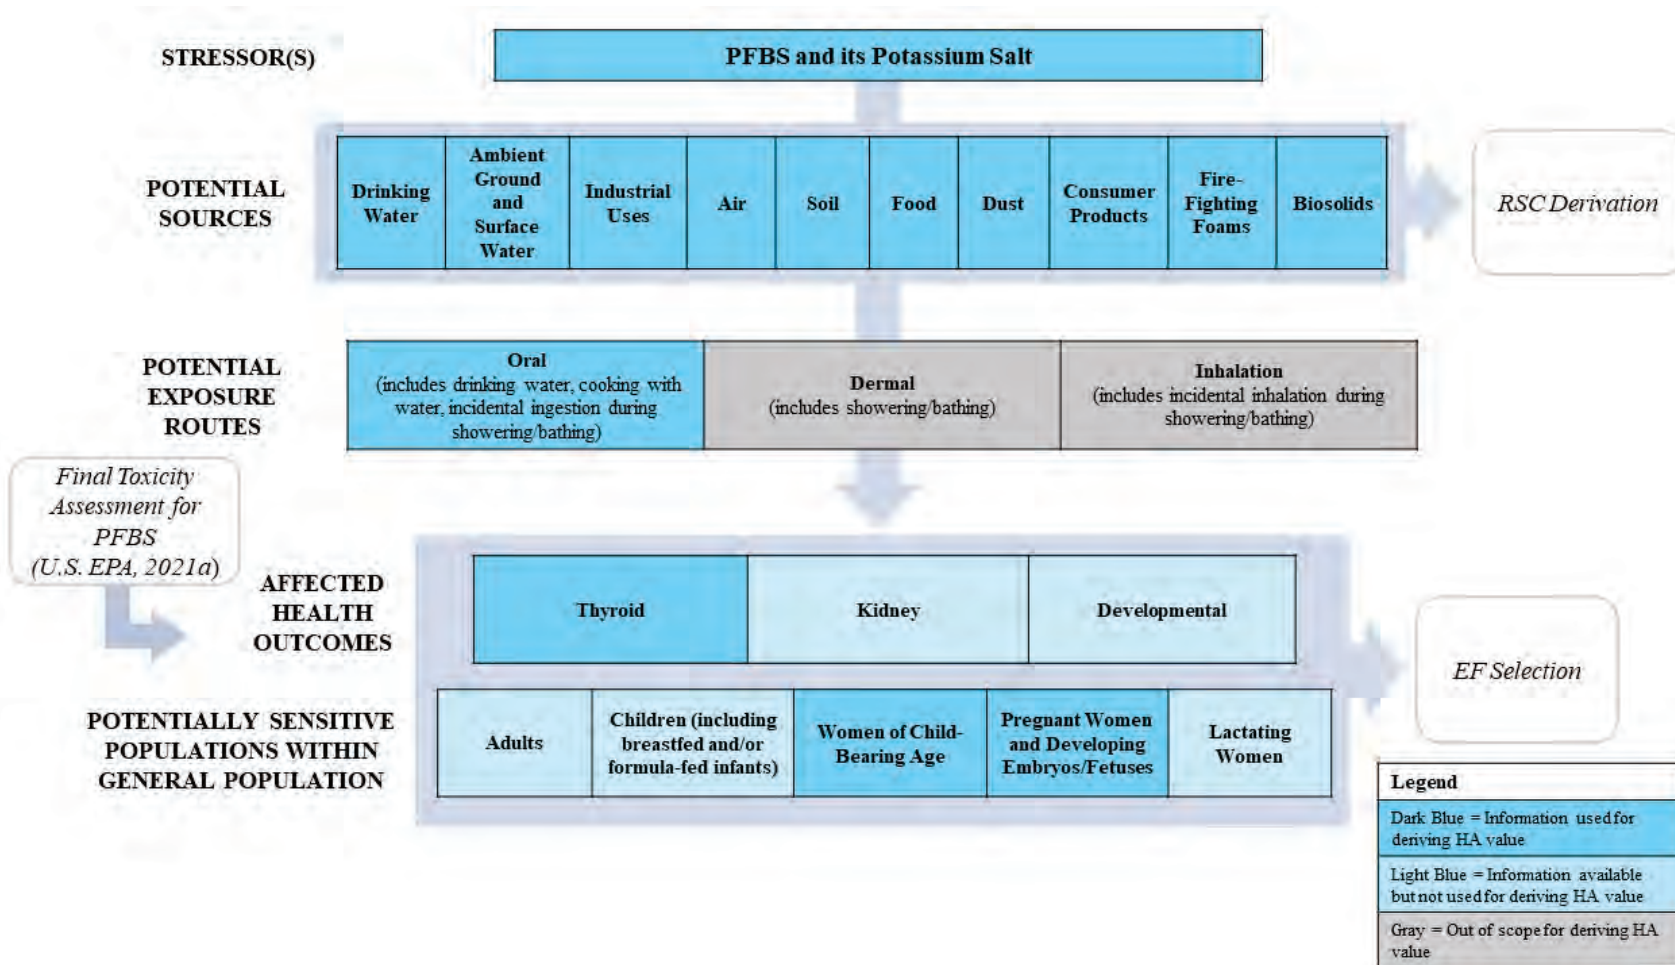 STRESSOR(S)
PFBS and its Potassium Salt
POTENTIAL
SOURCES
Drinking
Water
Ambient
Ground
and
Surface
Water
Industrial
Uses
Air
Soil
Food
Dust
Consumer
Products
Fire-
Fighting
Foams
Biosolids
RSC Derivation
POTENTIAL
EXPOSURE
ROUTES
Oral
(includes drinking water, cooking with
water, incidental ingestion during
showering/bathing)
Dermal
(includes showering/bathing)
Inhalation
(includes incidental inhalation during
showering/bathing)
Final Toxicity
Assessment for
PFBS
(U.S. EPA, 2021a)
AFFECTED
HEALTH
OUTCOMES
Thyroid
Kidney
Developmental
EF Selection
POTENTIALLY SENSITIVE
POPULATIONS WITHIN
GENERAL POPULATION
Adults
Children (including
breastfed and/or
formula-fed infants)
Women of Child-
Bearing Age
Pregnant Women
and Developing
Embryos/Fetuses
Lactating
Women
Legend
Dark Blue = Information used for
deriving HA value
Light Blue = Information available
but not used for deriving HA value
Gray = Out of scope for deriving HA
value